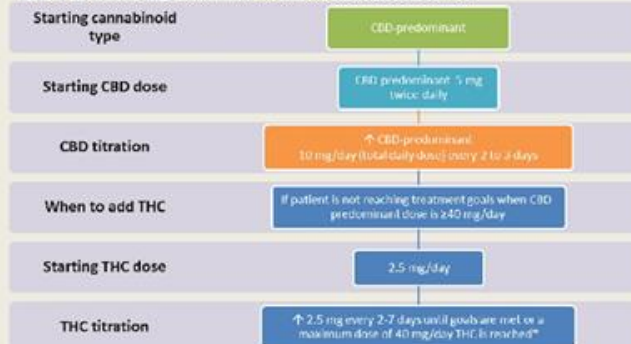 Starting cannabinoid
type
CBD-predominant
Starting CBD dose
CBD predominant 5 mg
twice daily
CBD titration
↑ CBD-predominant
10 mg/day (total daily dose) every 2 to 3 days
When to add THC
If patient is not reaching treatment goals when CBD
predominant dose is ≥40 mg/day
Starting THC dose
2.5 mg/day
THC titration
↑ 2.5 mg every 2-7 days until goals are met or a
maximum dose of 40 mg/day THC is reached*